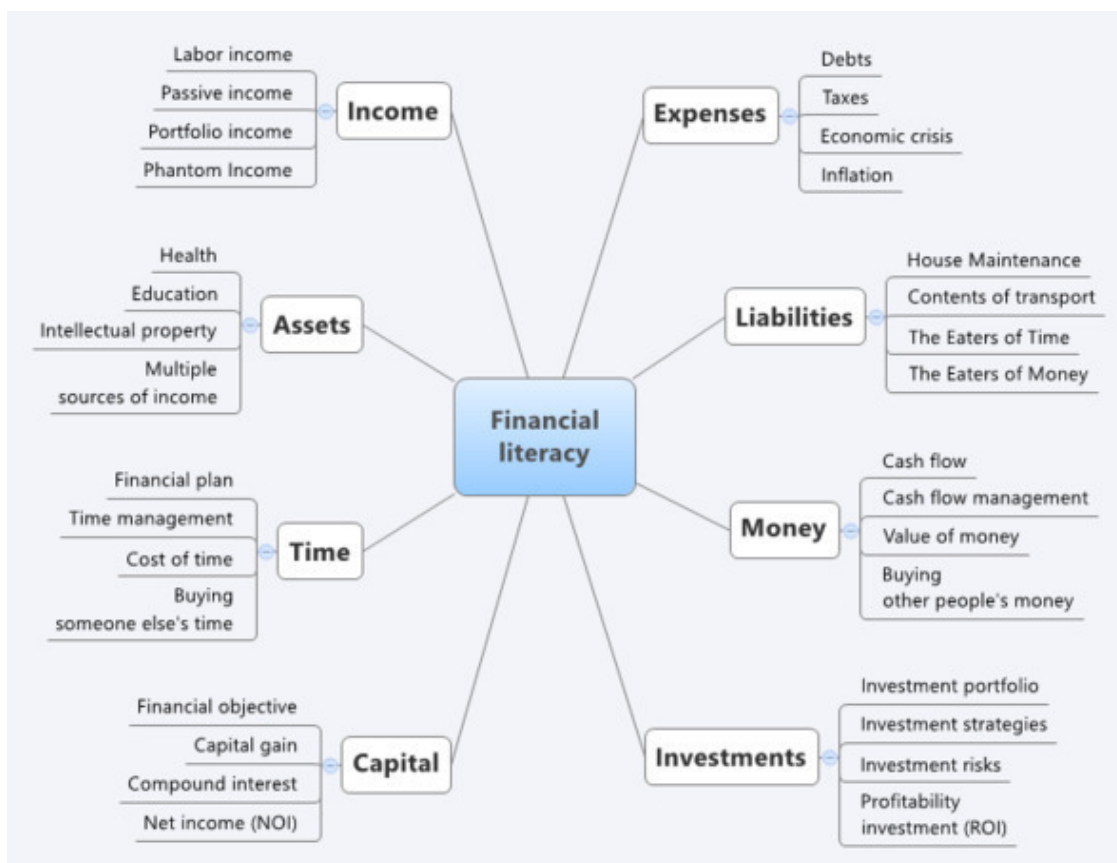 Financial
literacy
Income
Labor income
Passive income
Portfolio income
Phantom Income
Assets
Health
Education
Intellectual property
Multiple
sources of income
Time
Financial plan
Time management
Cost of time
Buying
someone else's time
Capital
Financial objective
Capital gain
Compound interest
Net income (NOI)
Expenses
Debts
Taxes
Economic crisis
Inflation
Liabilities
House Maintenance
Contents of transport
The Eaters of Time
The Eaters of Money
Money
Cash flow
Cash flow management
Value of money
Buying
other people's money
Investments
Investment portfolio
Investment strategies
Investment risks
Profitability
investment (ROI)